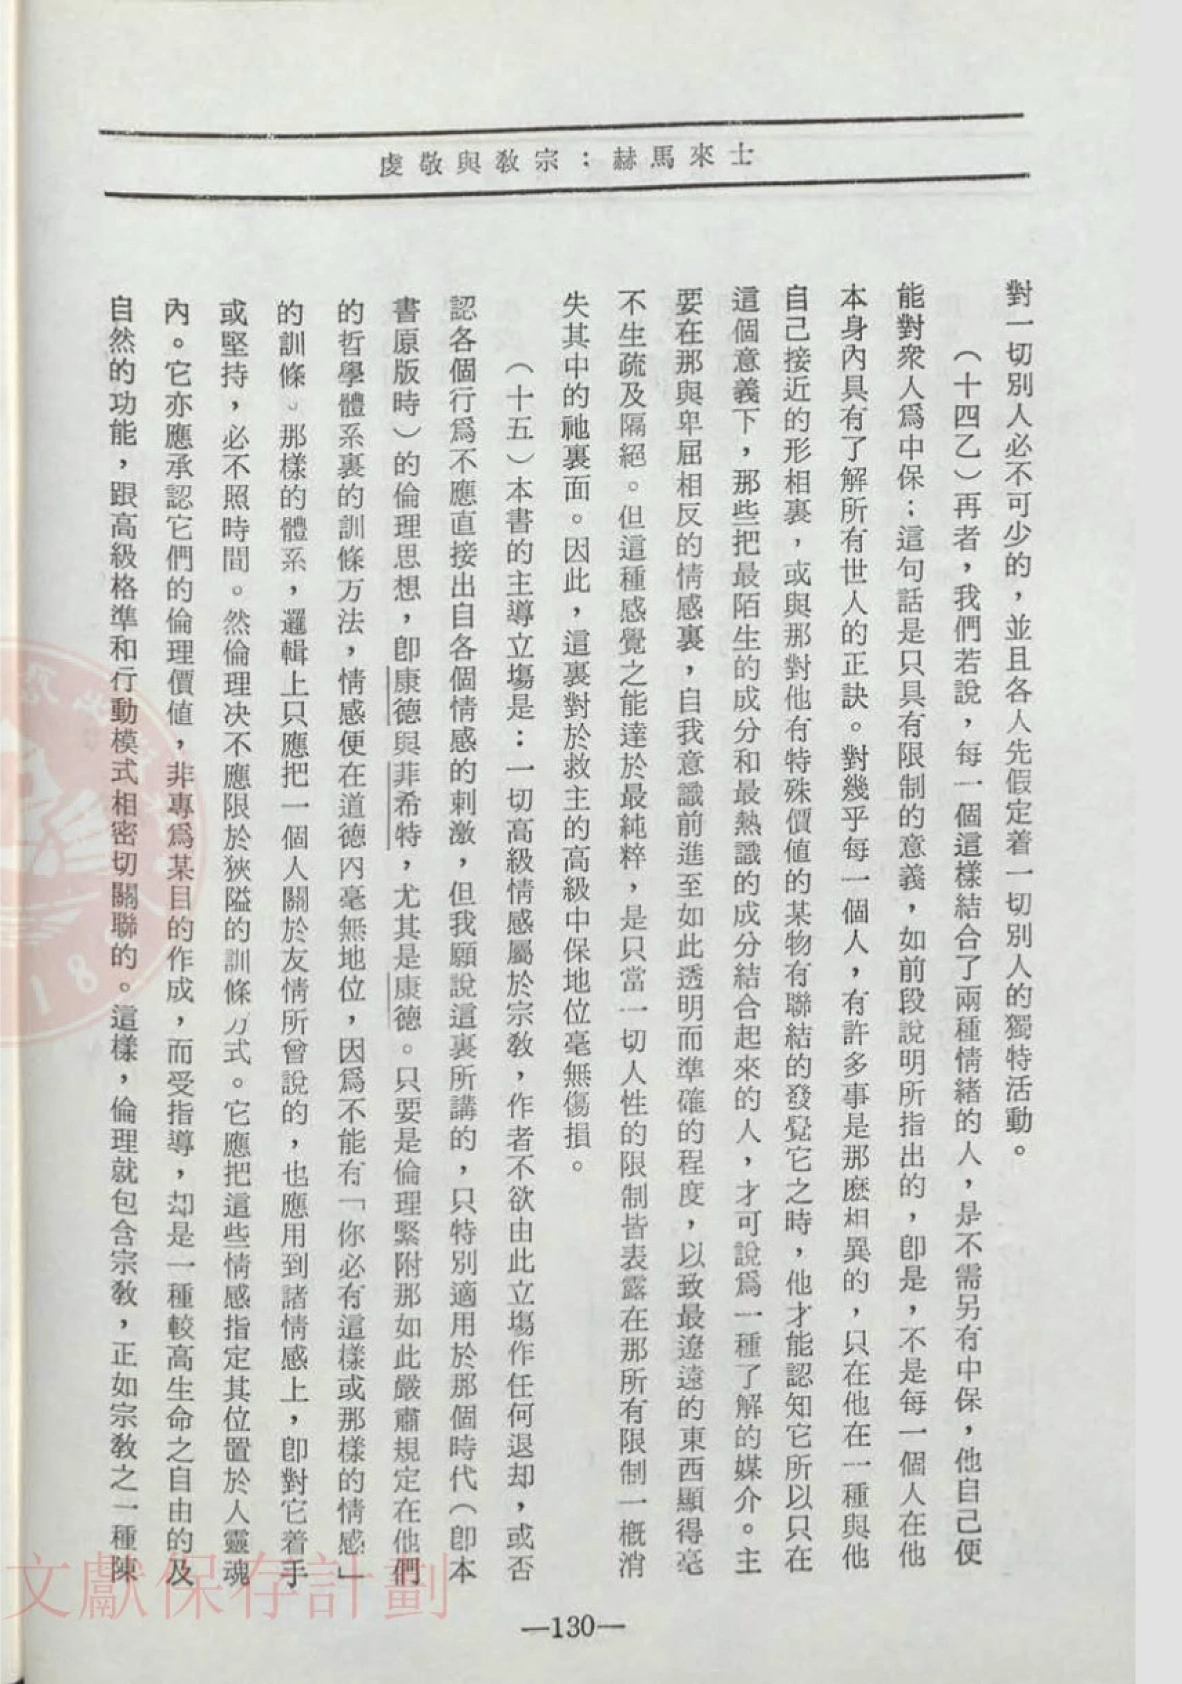 士來馬赫:宗教與敬虔
對一切別人必不可少的,並且各人先假定着一切別人的獨特活動。
(十四乙)再者,我們若說,每一個這樣結合了兩種情緒的人,是不需另有中保,他自己便
能對衆人爲中保;這句話是只具有限制的意義,如前段說明所指出的,卽是,不是每一個人在他
本身內具有了解所有世人的正訣。對幾乎每一個人,有許多事是那麽相異的,只在他在一種與他
自己接近的形相裏,或與那對他有特殊價值的某物有聯結的發覺它之時,他才能認知它所以只在
這個意義下,那些把最陌生的成分和最熱識的成分結合起來的人,才可說爲一種了解的媒介。主
要在那與卑屈相反的情感裏,自我意識前進至如此透明而準確的程度,以致最遼遠的東西顯得毫
不生疏及隔絕。但這種感覺之能達於最純粹,是只當一切人性的限制皆表露在那所有限制一槪消
失其中的祂裏面。因此,這裏對於救主的高級中保地位毫無傷損。
(十五)本書的主導立場是:一切高級情感屬於宗敎,作者不欲由此立塲作任何退却,或否
認各個行爲不應直接出自各個情感的刺激,但我願說這裏所講的,只特別適用於那個時代(卽本
書原版時)的倫理思想,卽康德與菲希特,尤其是康德。只要是倫理緊附那如此嚴肅規定在他們
的哲學體系裏的訓條方法,情感便在道德內毫無地位,因爲不能有「你必有這樣或那樣的情感」
的訓條。那樣的體系,邏輯上只應把一個人關於友情所曾說的,也應用到諸情感上,卽對它着手
或堅持,必不照時間。然倫理决不應限於狹隘的訓條方式。它應把這些情感指定其位置於人靈魂
內。它亦應承認它們的倫理價値,非專爲某目的作成,而受指導,却是一種較高生命之自由的及
自然的功能,跟高級格準和行動模式相密切關聯的。這樣,倫理就包含宗敎,正如宗敎之一種陳
—130—
文獻保存計劃